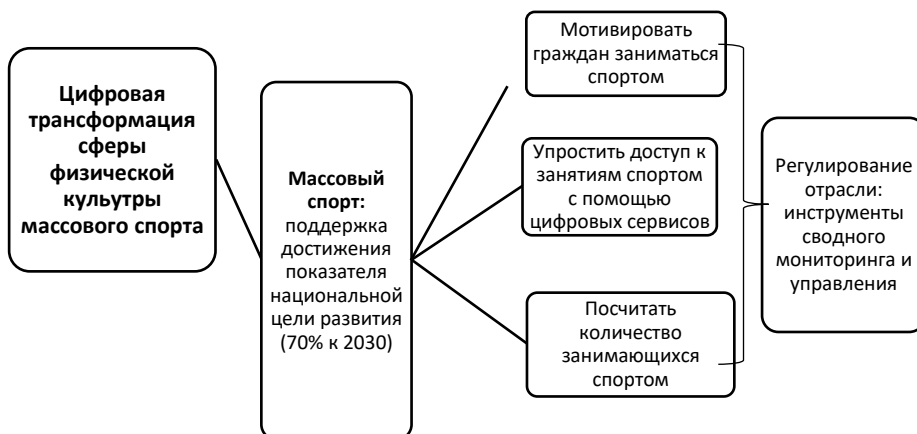 Цифровая
трансформация
сферы
физической
кульутры
массового спорта
Массовый
спорт:
поддержка
достижения
показателя
национальной
цели развития
(70% к 2030)
Мотивировать
граждан заниматься
спортом
Упростить доступ к
занятиям спортом
с помощью
цифровых сервисов
Посчитать
количество
занимающихся
спортом
Регулирование
отрасли:
инструменты
сводного
мониторинга и
управления